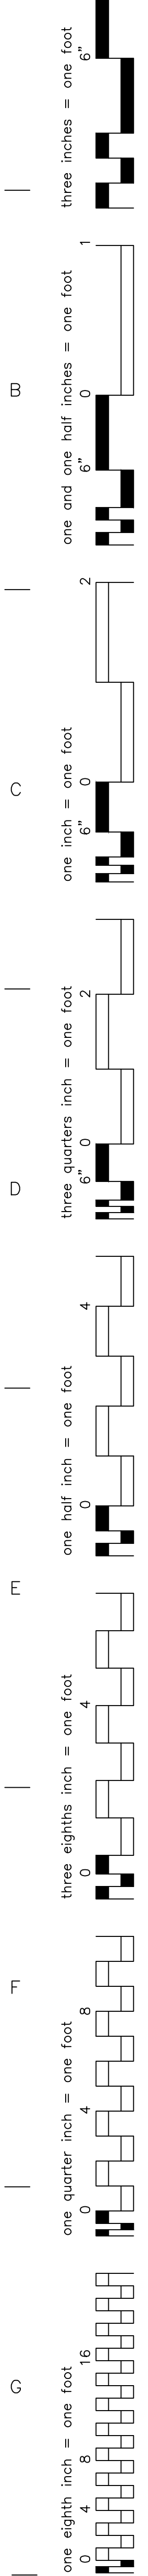 three inches = one foot
6"
B
one and one half inches = one foot
6" 0 1
C
one inch = one foot
6" 0 2
D
three quarters inch = one foot
6" 0 2
one half inch = one foot
0 4
E
three eighths inch = one foot
0 4
F
one quarter inch = one foot
0 4 8
G
one eighth inch = one foot
0 4 8 16